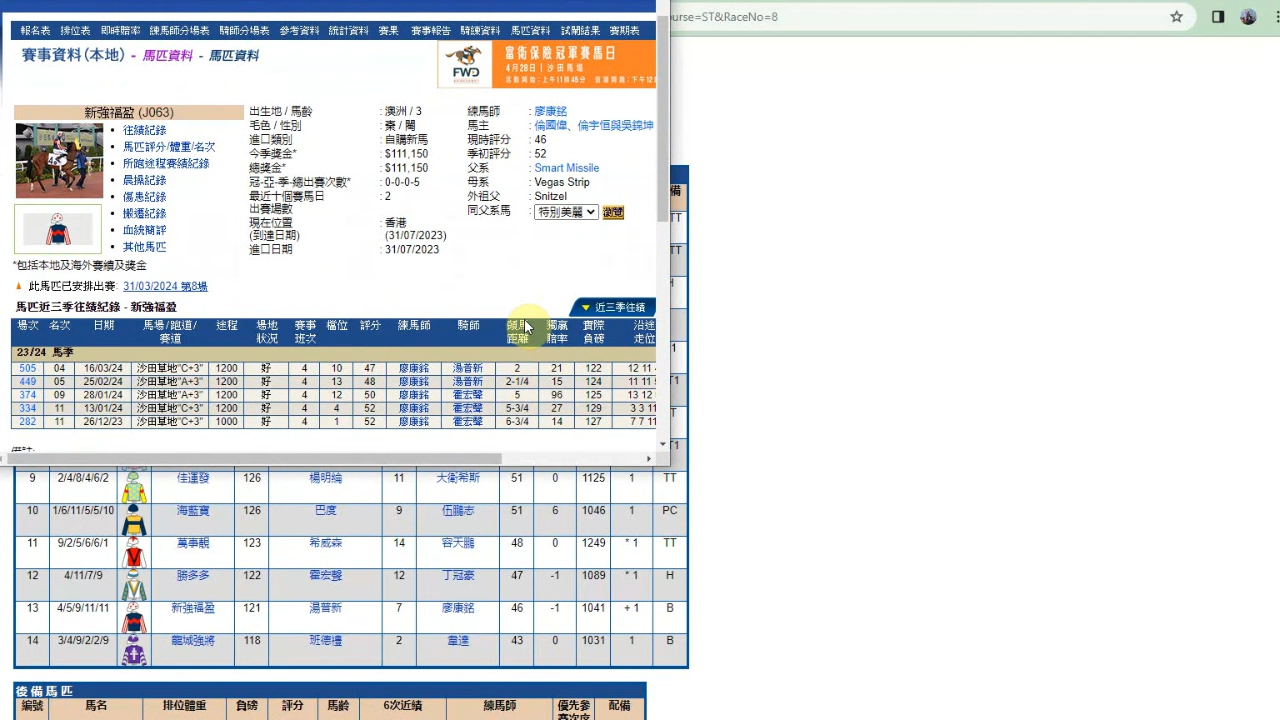 ourse=ST&RaceNo=8
報名表 排位表 即時賠率 練馬師分場表 騎師分場表 參考資料 統計資料 賽果 賽事報告 騎練資料 馬匹資料 試閘結果 賽期表
賽事資料(本地) - 馬匹資料 - 馬匹資料
FWD
富衛保險冠軍賽馬日
4月28日 | 沙田馬場
新強福盈 (J063)
• 往績紀錄
• 馬匹評分/體重/名次
• 所跑途程賽績紀錄
• 晨操紀錄
• 傷患紀錄
• 搬遷紀錄
• 血統簡評
• 其他馬匹
出生地 / 馬齡 : 澳洲 / 3
毛色 / 性別 : 棗 / 閹
進口類別 : 自購新馬
今季獎金* : $111,150
總獎金* : $111,150
冠-亞-季-總出賽次數* : 0-0-0-5
最近十個賽馬日 : 2
出賽場數
現在位置 : 香港
(到達日期) (31/07/2023)
進口日期 : 31/07/2023
練馬師 : 廖康銘
馬主 : 倫國偉、倫宇恒與吳錦坤
現時評分 : 46
季初評分 : 52
父系 : Smart Missile
母系 : Vegas Strip
外祖父 : Snitzel
同父系馬 : 特別美麗 瀏覽
*包括本地及海外賽績及獎金
此馬匹已安排出賽: 31/03/2024 第8場
馬匹近三季往績紀錄 - 新強福盈
近三季往績
場次 名次 日期 馬場/跑道/ 途程 場地 賽事 檔位 評分 練馬師 騎師 頭馬 獨贏 實際 沿途
賽道 狀況 班次 距離 賠率 負磅 走位
23/24 馬季
505 04 16/03/24 沙田草地"C+3" 1200 好 4 10 47 廖康銘 湯普新 2 21 122 12 11
449 05 25/02/24 沙田草地"A+3" 1200 好 4 13 48 廖康銘 湯普新 2-1/4 15 124 11 11
374 09 28/01/24 沙田草地"A+3" 1200 好 4 12 50 廖康銘 霍宏聲 5 96 125 13 12
334 11 13/01/24 沙田草地"C+3" 1200 好 4 4 52 廖康銘 霍宏聲 5-3/4 27 129 3 3 11
282 11 26/12/23 沙田草地"C+3" 1000 好 4 1 52 廖康銘 霍宏聲 6-3/4 14 127 7 7 11
備
TT
TT
H
1
T1
T
T1
9 2/4/8/4/6/2 佳運發 126 楊明綸 11 大衛希斯 51 0 1125 1 TT
10 1/6/11/5/5/10 海藍寶 126 巴度 9 伍鵬志 51 6 1046 1 PC
11 9/2/5/6/6/1 萬事靚 123 希威森 14 容天鵬 48 0 1249 * 1 TT
12 4/11/7/9 勝多多 122 霍宏聲 12 丁冠豪 47 -1 1089 * 1 H
13 4/5/9/11/11 新強福盈 121 湯普新 7 廖康銘 46 -1 1041 + 1 B
14 3/4/9/2/2/9 龍城強將 118 班德禮 2 韋達 43 0 1031 1 B
後備馬匹
編號 馬名 排位體重 負磅 評分 馬齡 6次近績 練馬師 優先參 配備
賽次序